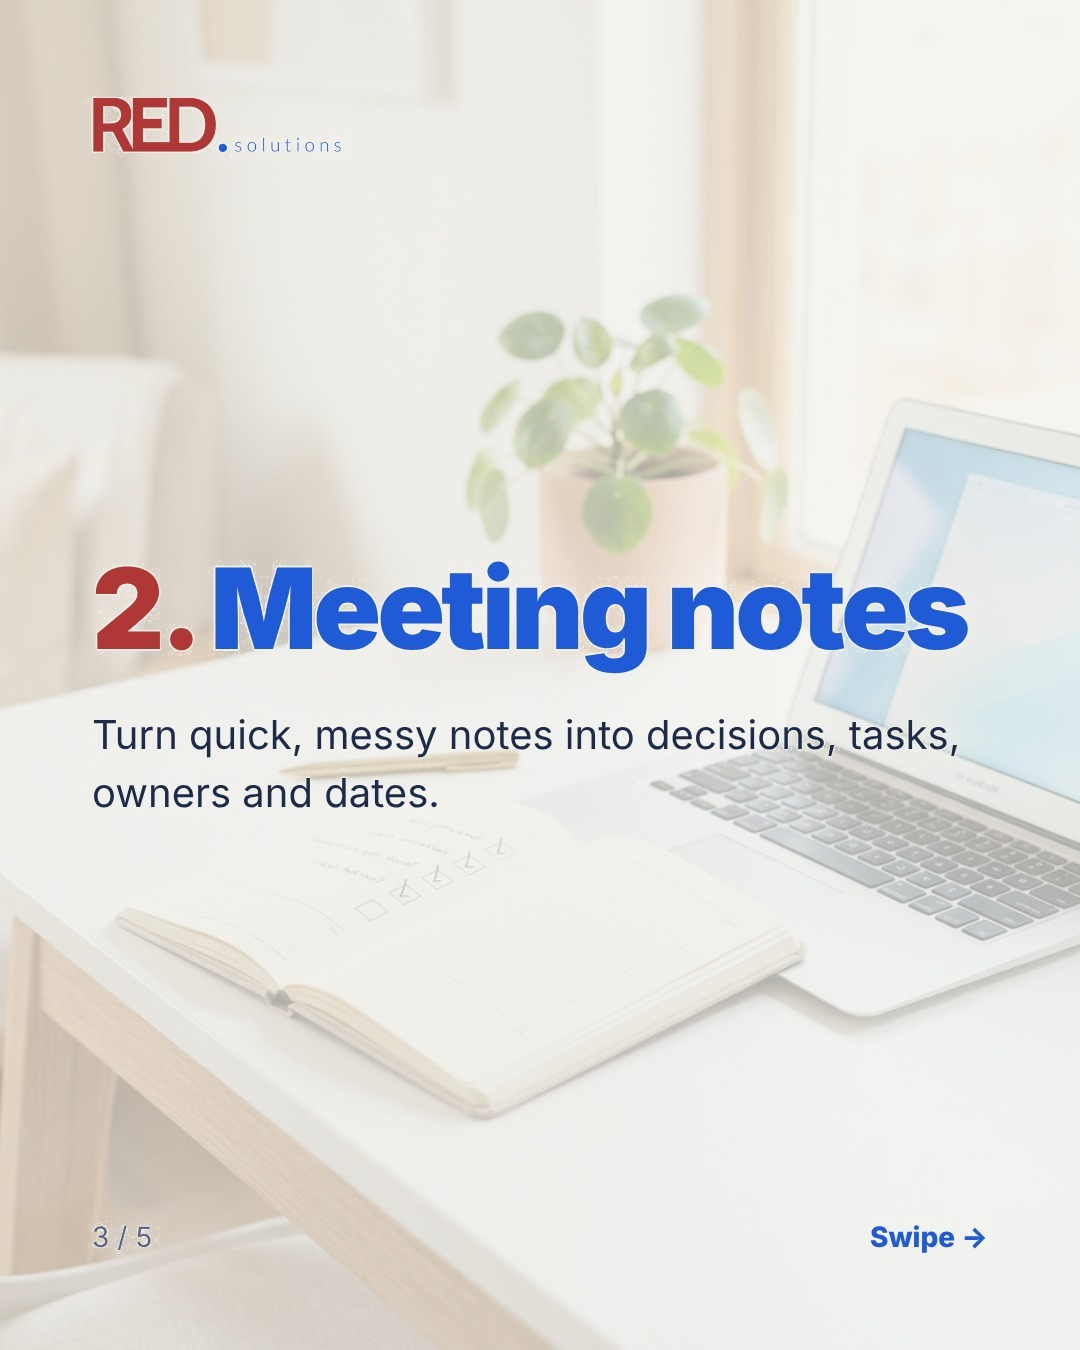 RED.solutions
2. Meeting notes
Turn quick, messy notes into decisions, tasks,
owners and dates.
3 / 5
Swipe →